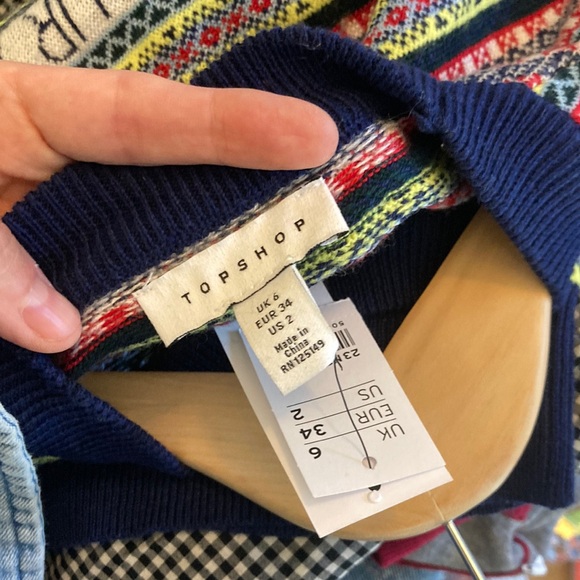 TOPSHOP
UK 6
EUR 34
US 2
Made in
China
RN125149
UK 6
EUR 34
US 2